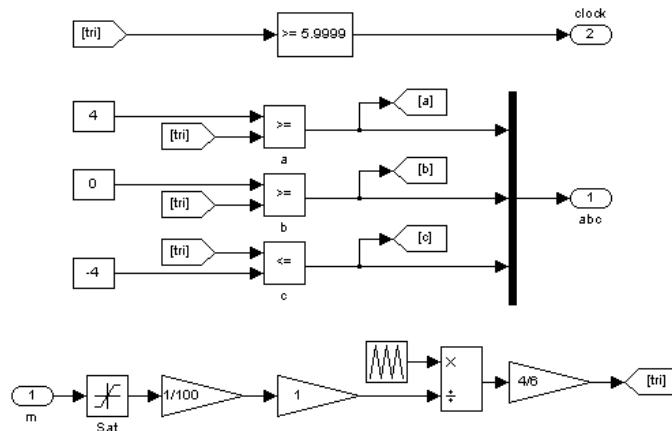 clock
[tri]
>= 5.9999
2
4
[tri]
>=
a
[a]
0
[tri]
>=
b
[b]
1
abc
[tri]
-4
<=
c
[c]
1
m
Sat
1/100
1
×
÷
4/6
[tri]